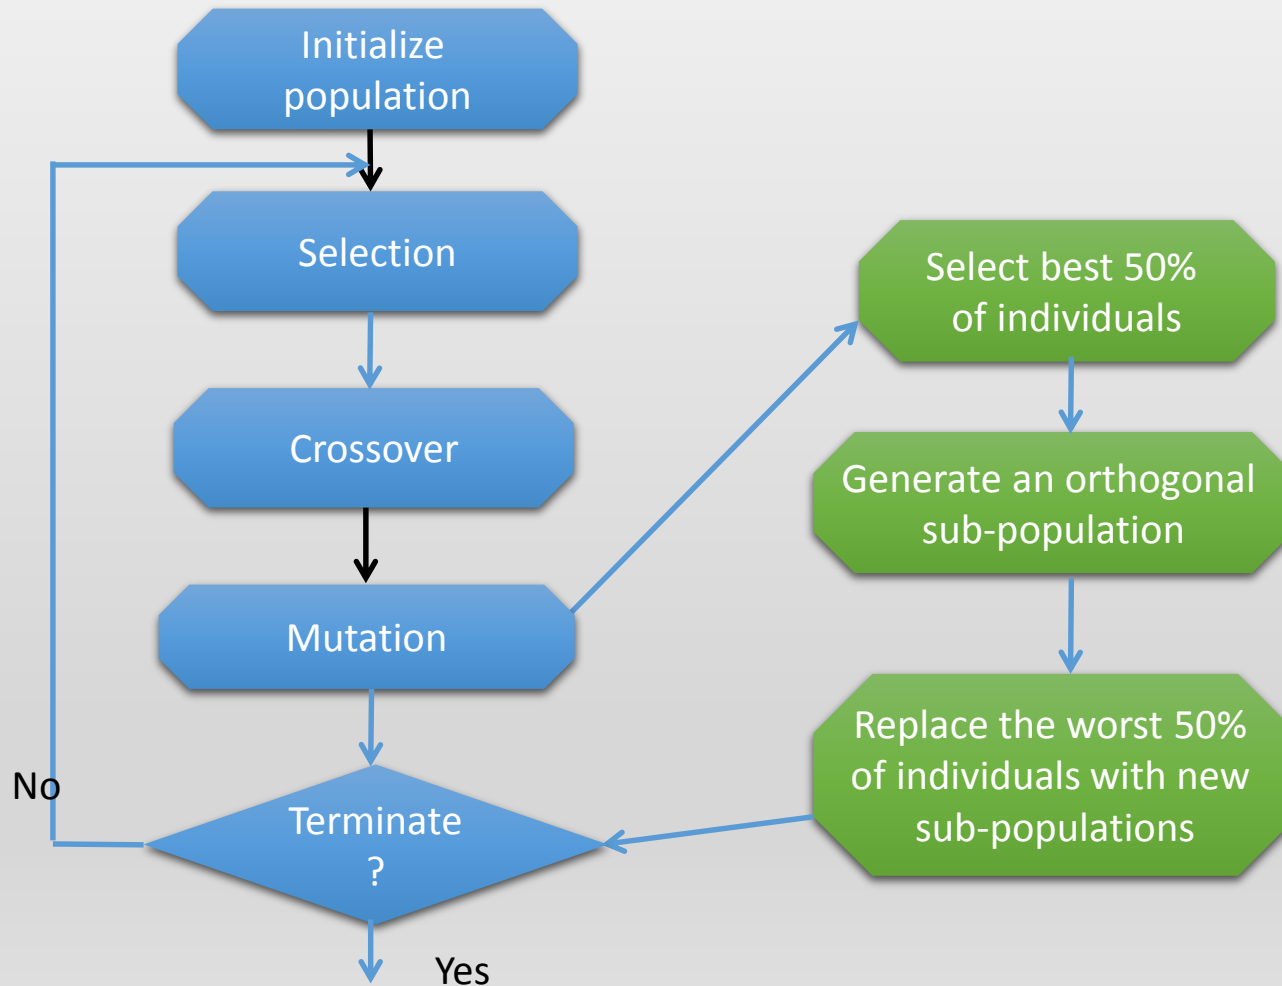 Initialize
population
Selection
Crossover
Mutation
Terminate
?
No
Yes
Select best 50%
of individuals
Generate an orthogonal
sub-population
Replace the worst 50%
of individuals with new
sub-populations